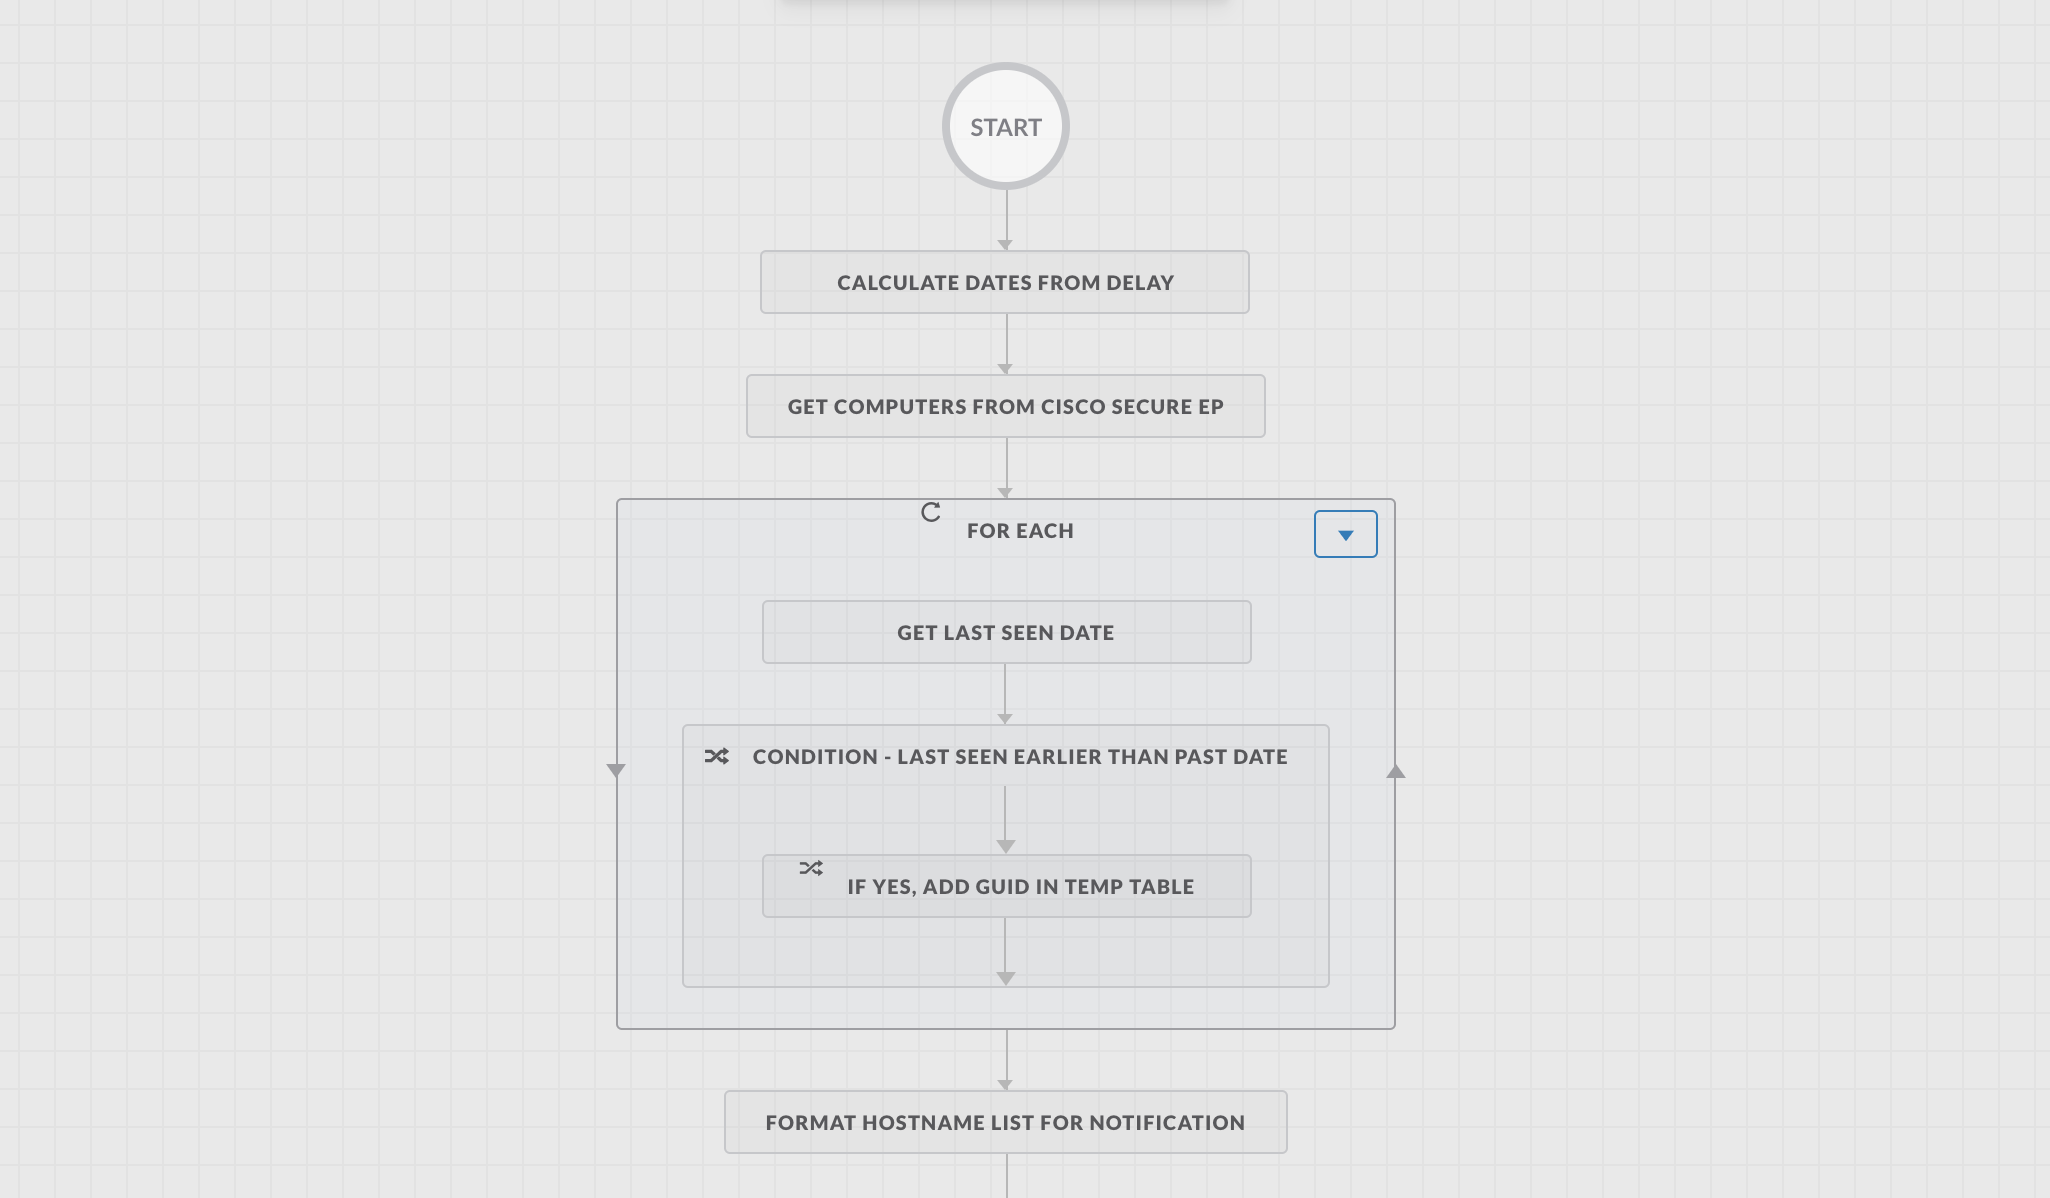 START
CALCULATE DATES FROM DELAY
GET COMPUTERS FROM CISCO SECURE EP
FOR EACH
GET LAST SEEN DATE
CONDITION - LAST SEEN EARLIER THAN PAST DATE
IF YES, ADD GUID IN TEMP TABLE
FORMAT HOSTNAME LIST FOR NOTIFICATION